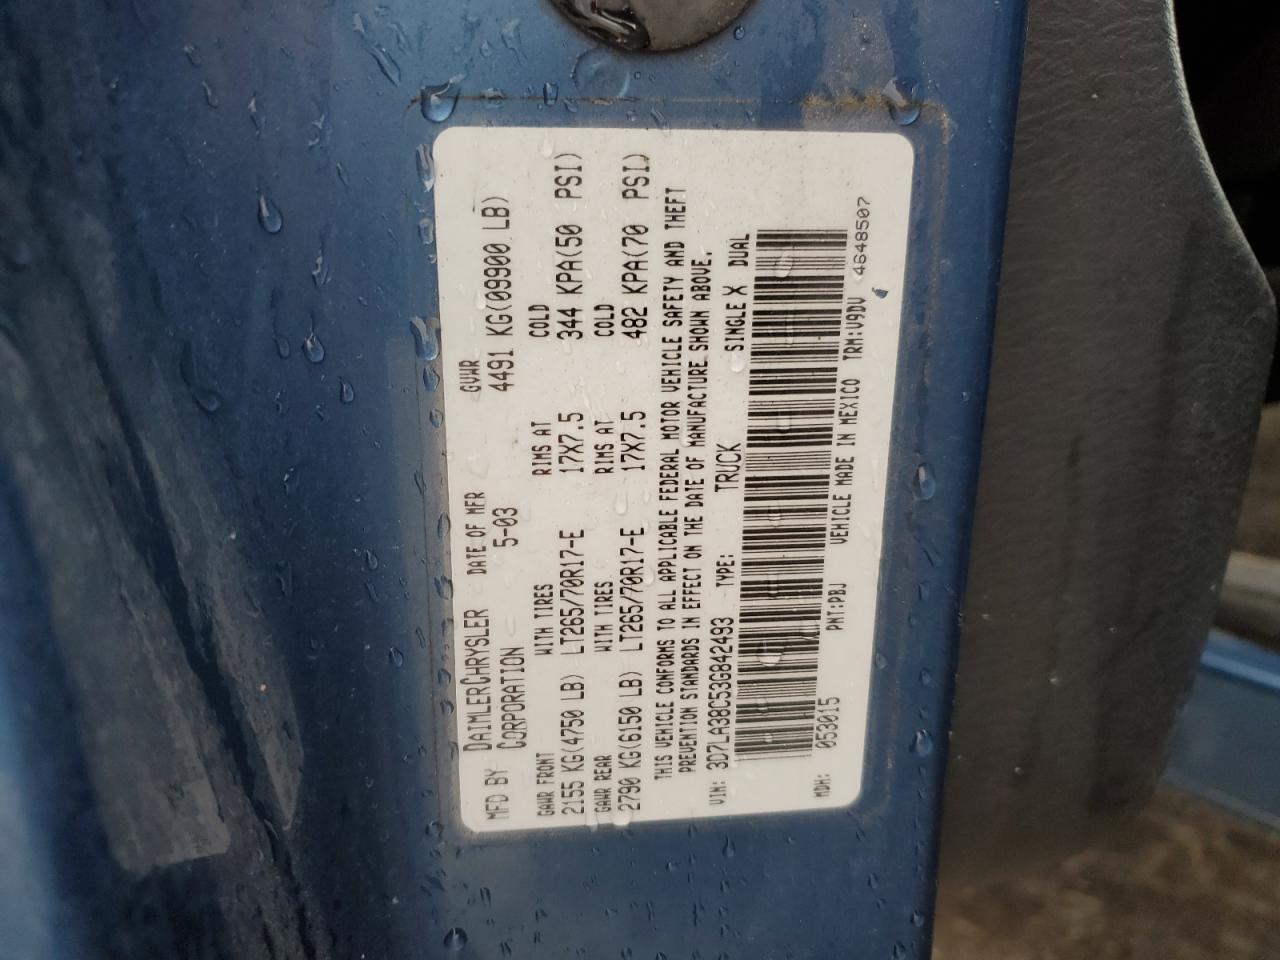 MFD BY DAIMLERCHRYSLER CORPORATION DATE OF MFR 5-03 GVWR 4491 KG(09900 LB)
GAWR FRONT WITH TIRES RIMS AT COLD
2155 KG(4750 LB) LT265/70R17-E 17X7.5 344 KPA(50 PSI)
GAWR REAR WITH TIRES RIMS AT COLD
2790 KG(6150 LB) LT265/70R17-E 17X7.5 482 KPA(70 PSI)
THIS VEHICLE CONFORMS TO ALL APPLICABLE FEDERAL MOTOR VEHICLE SAFETY AND THEFT
PREVENTION STANDARDS IN EFFECT ON THE DATE OF MANUFACTURE SHOWN ABOVE.
VIN: 3D7LA38C53G842493 TYPE: TRUCK SINGLE X DUAL
MDH: 053015 PNT:PBJ VEHICLE MADE IN MEXICO TRM:V9DV 4648507